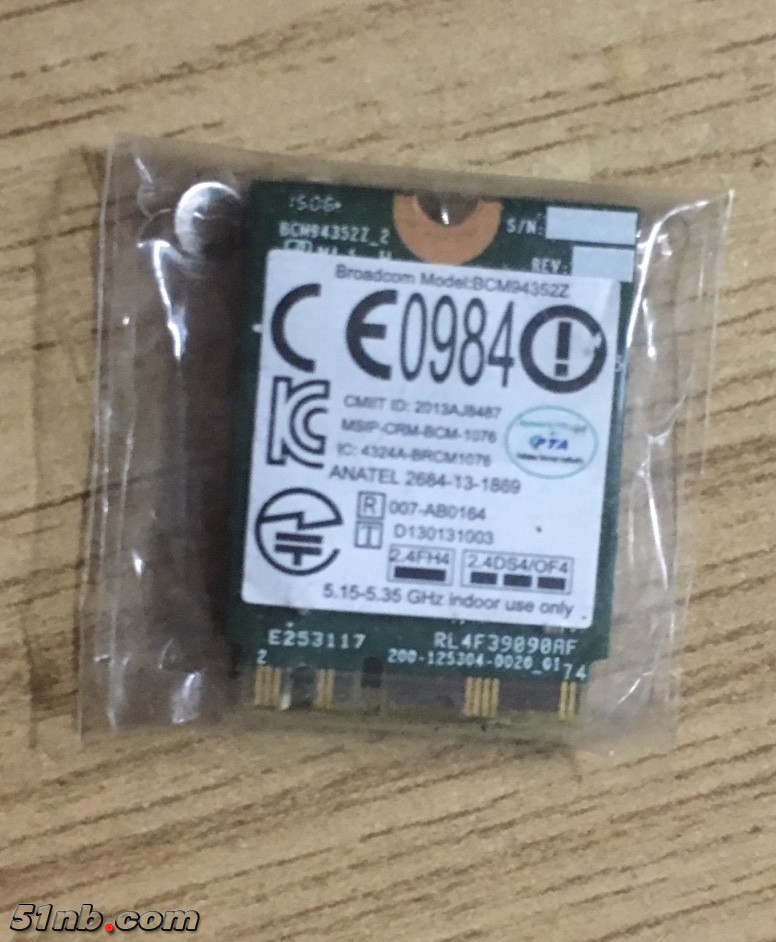 1506
S/N:
BCM94352Z_2
REV:
Broadcom Model:BCM94352Z
CE0984
CMIIT ID: 2013AJ8487
MSIP-CRM-BCM-1076
IC: 4324A-BRCM1076
PTA
ANATEL 2684-13-1869
R 007-AB0164
T D130131003
2.4FH4 2.4DS4/OF4
5.15-5.35 GHz indoor use only
E253117 RL4F39090AF
2 200-125304-0020_01 74
51nb.com